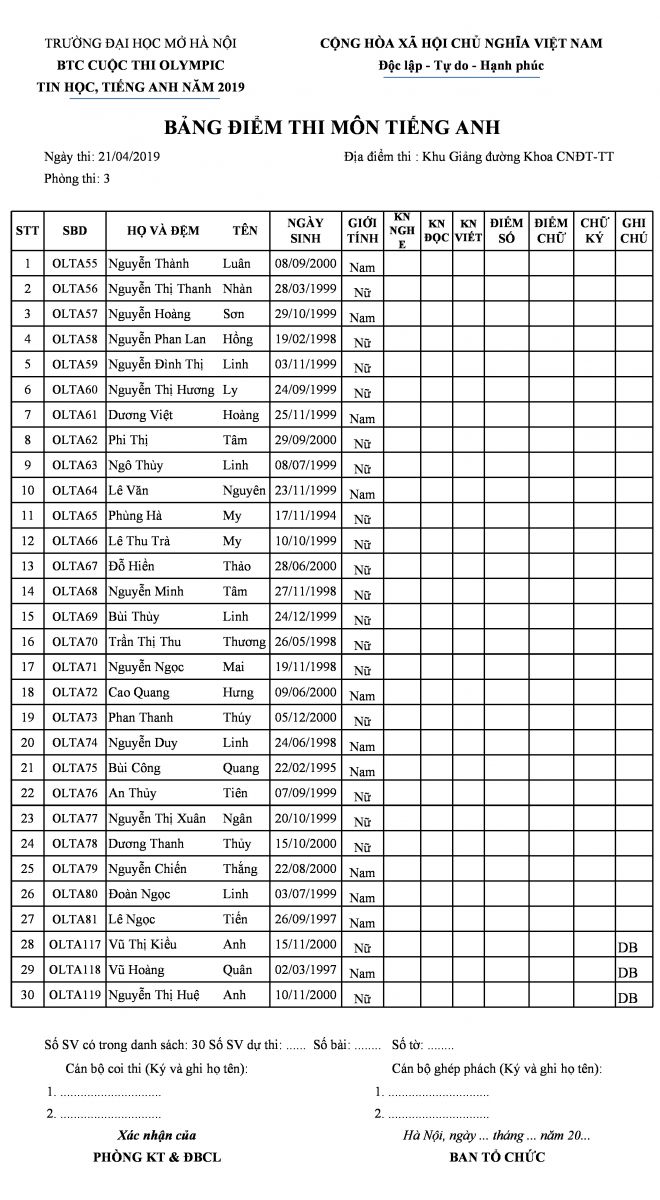 TRƯỜNG ĐẠI HỌC MỞ HÀ NỘI
BTC CUỘC THI OLYMPIC
TIN HỌC, TIẾNG ANH NĂM 2019
CỘNG HÒA XÃ HỘI CHỦ NGHĨA VIỆT NAM
Độc lập - Tự do - Hạnh phúc
BẢNG ĐIỂM THI MÔN TIẾNG ANH
Ngày thi: 21/04/2019 Địa điểm thi : Khu Giảng đường Khoa CNĐT-TT
Phòng thi: 3
STT SBD HỌ VÀ ĐỆM TÊN NGÀY SINH GIỚI TÍNH KN NGHE KN ĐỌC KN VIẾT ĐIỂM SỐ ĐIỂM CHỮ CHỮ KÝ GHI CHÚ
1 OLTA55 Nguyễn Thành Luân 08/09/2000 Nam
2 OLTA56 Nguyễn Thị Thanh Nhàn 28/03/1999 Nữ
3 OLTA57 Nguyễn Hoàng Sơn 29/10/1999 Nam
4 OLTA58 Nguyễn Phan Lan Hồng 19/02/1998 Nữ
5 OLTA59 Nguyễn Đình Thị Linh 03/11/1999 Nữ
6 OLTA60 Nguyễn Thị Hương Ly 24/09/1999 Nữ
7 OLTA61 Dương Việt Hoàng 25/11/1999 Nam
8 OLTA62 Phi Thị Tâm 29/09/2000 Nữ
9 OLTA63 Ngô Thùy Linh 08/07/1999 Nữ
10 OLTA64 Lê Văn Nguyên 23/11/1999 Nam
11 OLTA65 Phùng Hà My 17/11/1994 Nữ
12 OLTA66 Lê Thu Trà My 10/10/1999 Nữ
13 OLTA67 Đỗ Hiền Thảo 28/06/2000 Nữ
14 OLTA68 Nguyễn Minh Tâm 27/11/1998 Nữ
15 OLTA69 Bùi Thùy Linh 24/12/1999 Nữ
16 OLTA70 Trần Thị Thu Thương 26/05/1998 Nữ
17 OLTA71 Nguyễn Ngọc Mai 19/11/1998 Nữ
18 OLTA72 Cao Quang Hưng 09/06/2000 Nam
19 OLTA73 Phan Thanh Thúy 05/12/2000 Nữ
20 OLTA74 Nguyễn Duy Linh 24/06/1998 Nam
21 OLTA75 Bùi Công Quang 22/02/1995 Nam
22 OLTA76 An Thủy Tiên 07/09/1999 Nữ
23 OLTA77 Nguyễn Thị Xuân Ngân 20/10/1999 Nữ
24 OLTA78 Dương Thanh Thủy 15/10/2000 Nữ
25 OLTA79 Nguyễn Chiến Thắng 22/08/2000 Nam
26 OLTA80 Đoàn Ngọc Linh 03/07/1999 Nam
27 OLTA81 Lê Ngọc Tiến 26/09/1997 Nam
28 OLTA117 Vũ Thị Kiều Anh 15/11/2000 Nữ DB
29 OLTA118 Vũ Hoàng Quân 02/03/1997 Nam DB
30 OLTA119 Nguyễn Thị Huệ Anh 10/11/2000 Nữ DB
Số SV có trong danh sách: 30 Số SV dự thi: ...... Số bài: ........ Số tờ: ........
Cán bộ coi thi (Ký và ghi họ tên): Cán bộ ghép phách (Ký và ghi họ tên):
1. .............................. 1. ..............................
2. .............................. 2. ..............................
Xác nhận của Hà Nội, ngày ... tháng ... năm 20...
PHÒNG KT & ĐBCL BAN TỔ CHỨC